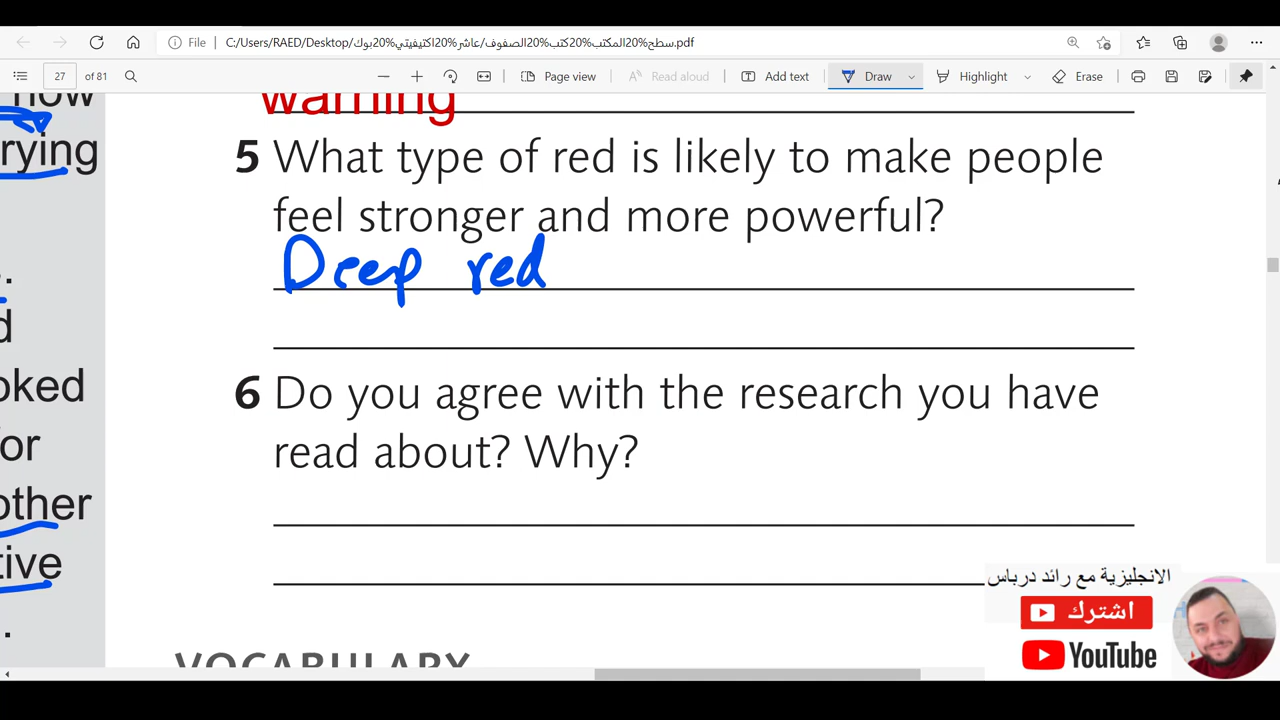 File C:/Users/RAED/Desktop/سطح%20المكتب%20كتب%20الصفوف/عاشر%20اكتيفيتي%20بوك.pdf
27 of 81 Page view Read aloud Add text Draw Highlight Erase
now
warning
rying
5 What type of red is likely to make people
feel stronger and more powerful?
Deep red
.
d
oked
6 Do you agree with the research you have
or
read about? Why?
other
tive
.
الانجليزية مع رائد درباس
اشترك
YouTube
VOCABULARY